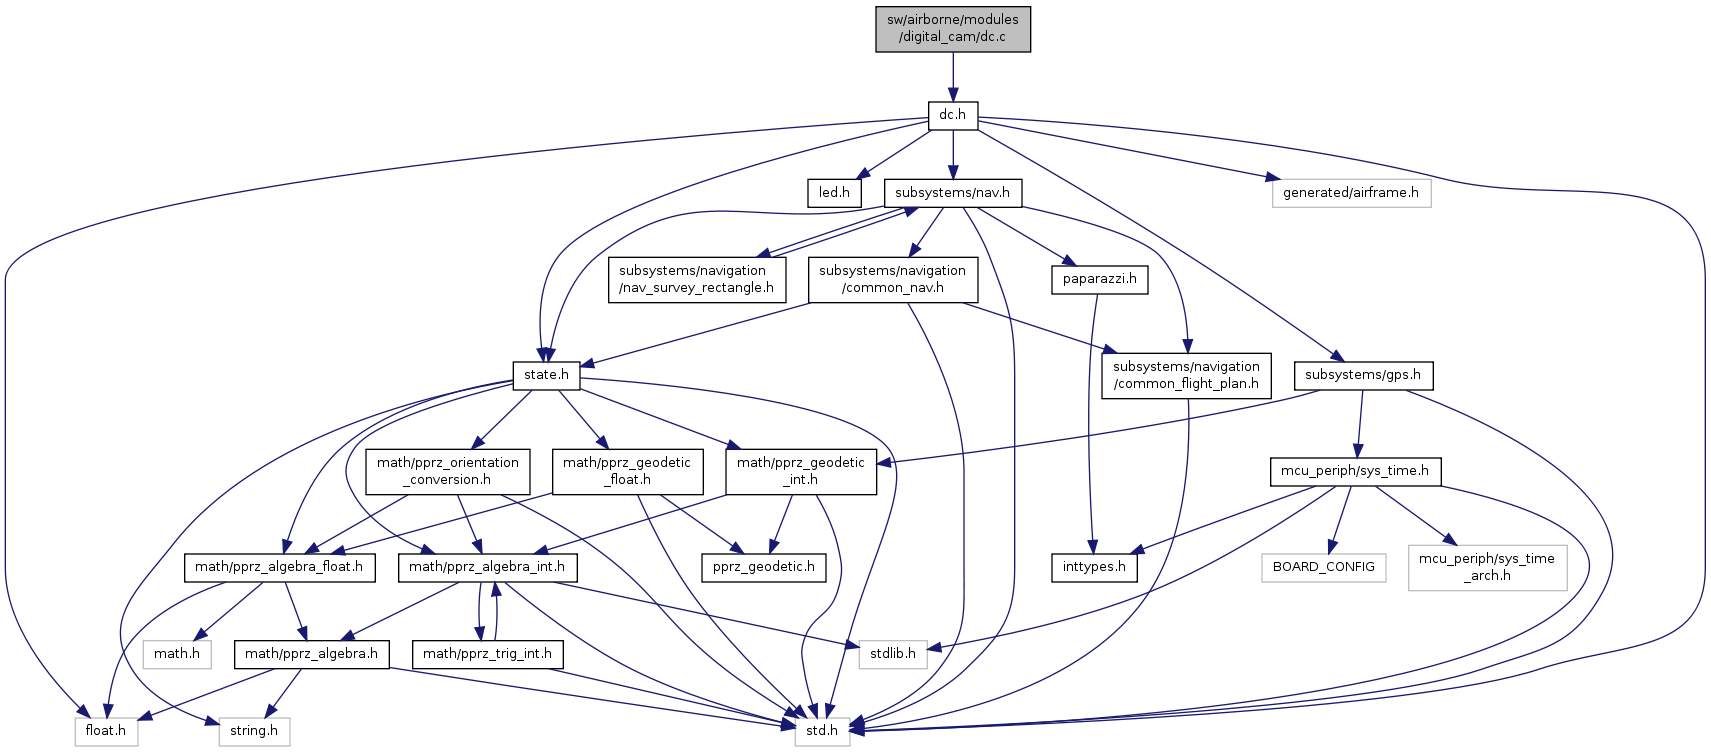 sw/airborne/modules
/digital_cam/dc.c
dc.h
led.h
subsystems/nav.h
generated/airframe.h
subsystems/navigation
/nav_survey_rectangle.h
subsystems/navigation
/common_nav.h
paparazzi.h
state.h
subsystems/navigation
/common_flight_plan.h
subsystems/gps.h
math/pprz_orientation
_conversion.h
math/pprz_geodetic
_float.h
math/pprz_geodetic
_int.h
mcu_periph/sys_time.h
math/pprz_algebra_float.h
math/pprz_algebra_int.h
pprz_geodetic.h
inttypes.h
BOARD_CONFIG
mcu_periph/sys_time
_arch.h
math.h
math/pprz_algebra.h
math/pprz_trig_int.h
stdlib.h
float.h
string.h
std.h